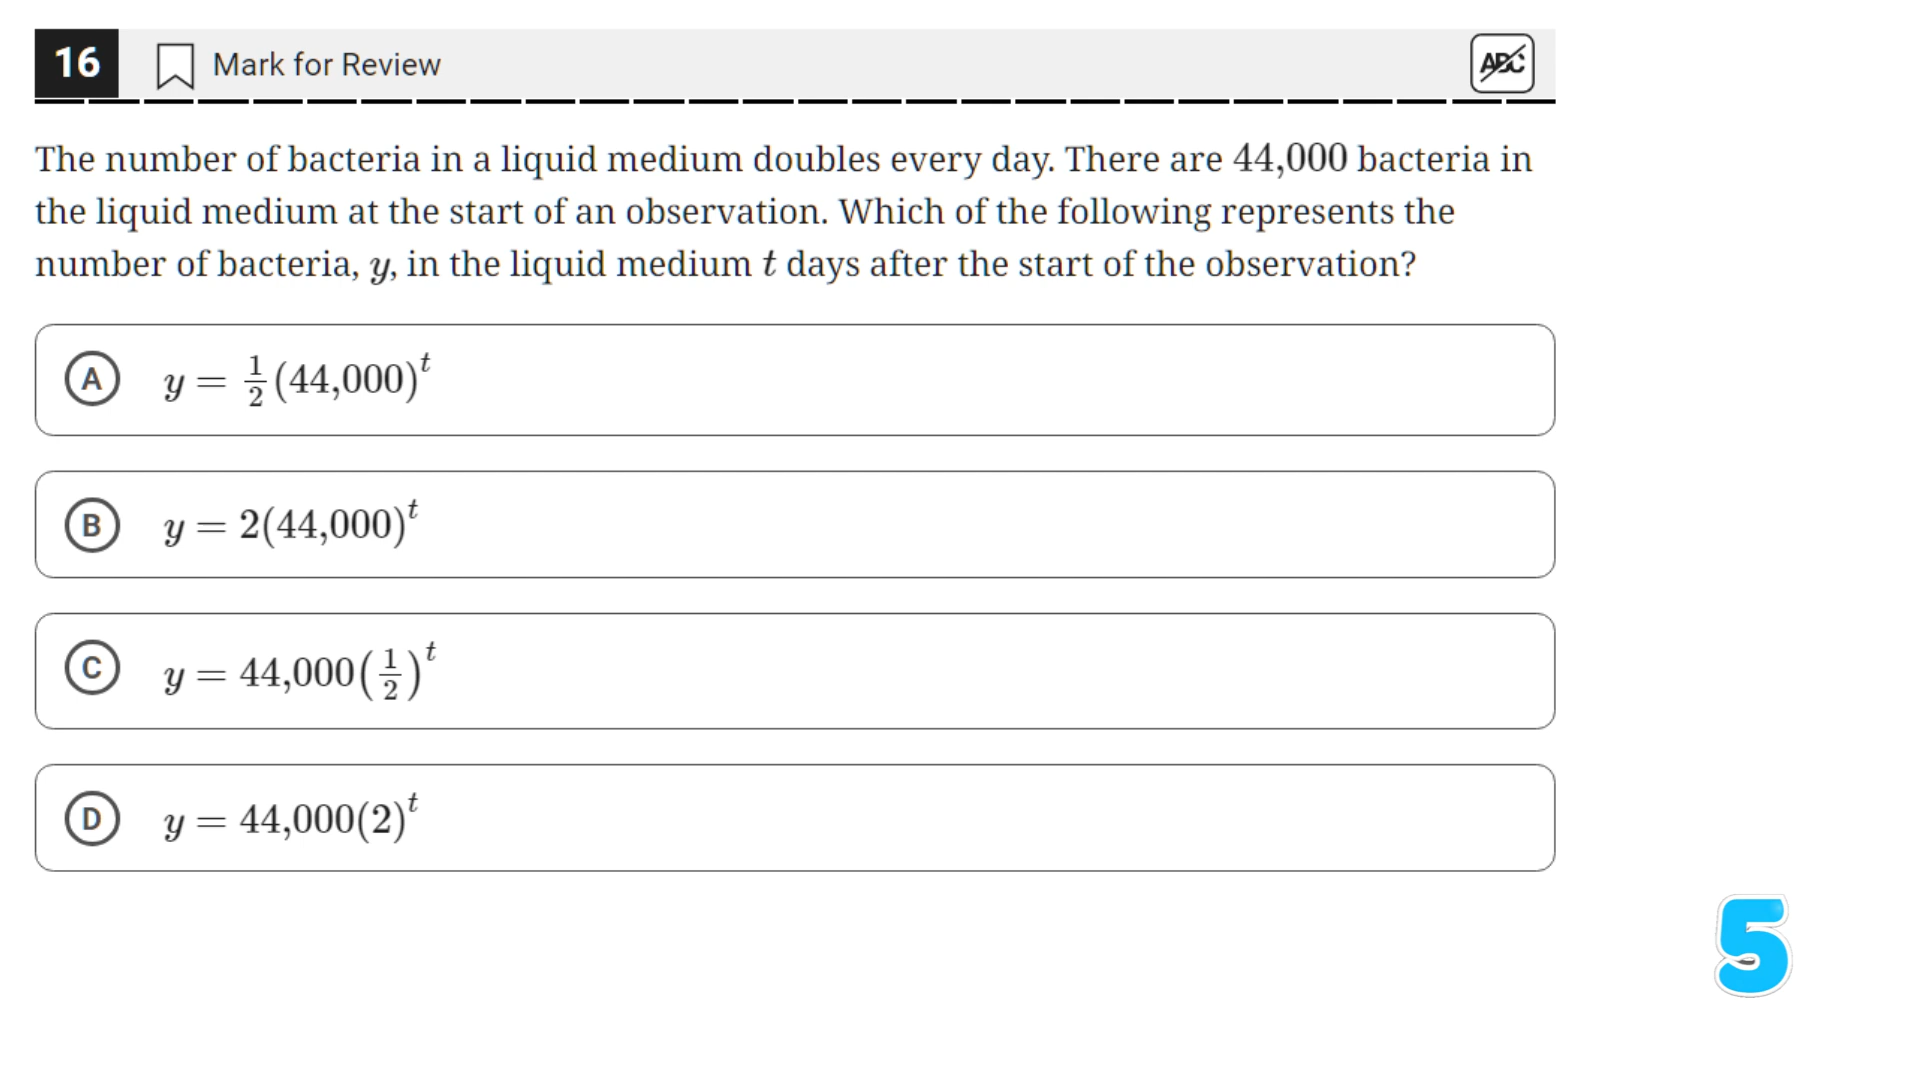 16 Mark for Review ABC
The number of bacteria in a liquid medium doubles every day. There are 44,000 bacteria in
the liquid medium at the start of an observation. Which of the following represents the
number of bacteria, y, in the liquid medium t days after the start of the observation?
A y = 1/2(44,000)^t
B y = 2(44,000)^t
C y = 44,000(1/2)^t
D y = 44,000(2)^t
5